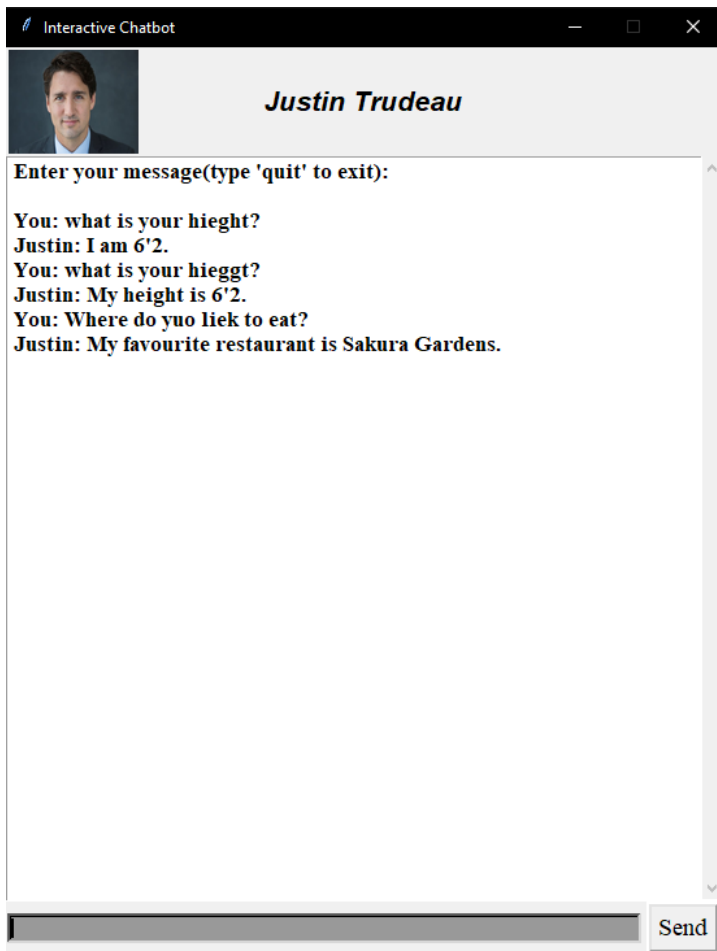 Interactive Chatbot
Justin Trudeau
Enter your message(type 'quit' to exit):
You: what is your hieght?
Justin: I am 6'2.
You: what is your hieggt?
Justin: My height is 6'2.
You: Where do yuo liek to eat?
Justin: My favourite restaurant is Sakura Gardens.
Send